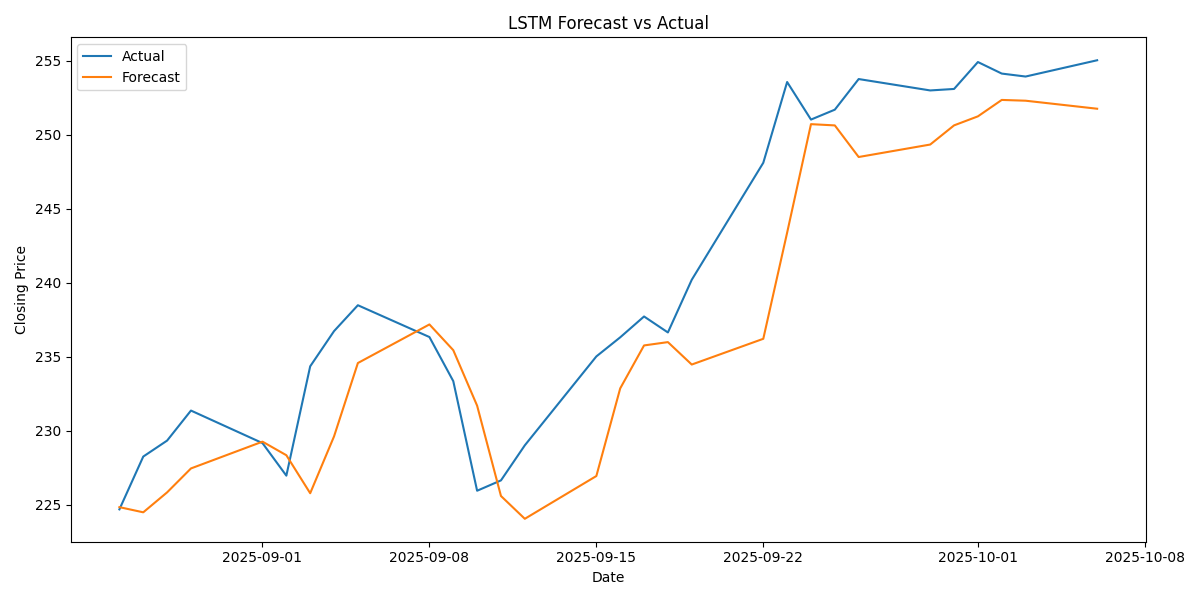 LSTM Forecast vs Actual
Actual
Forecast
255
250
245
240
235
230
225
Closing Price
2025-09-01
2025-09-08
2025-09-15
2025-09-22
2025-10-01
2025-10-08
Date